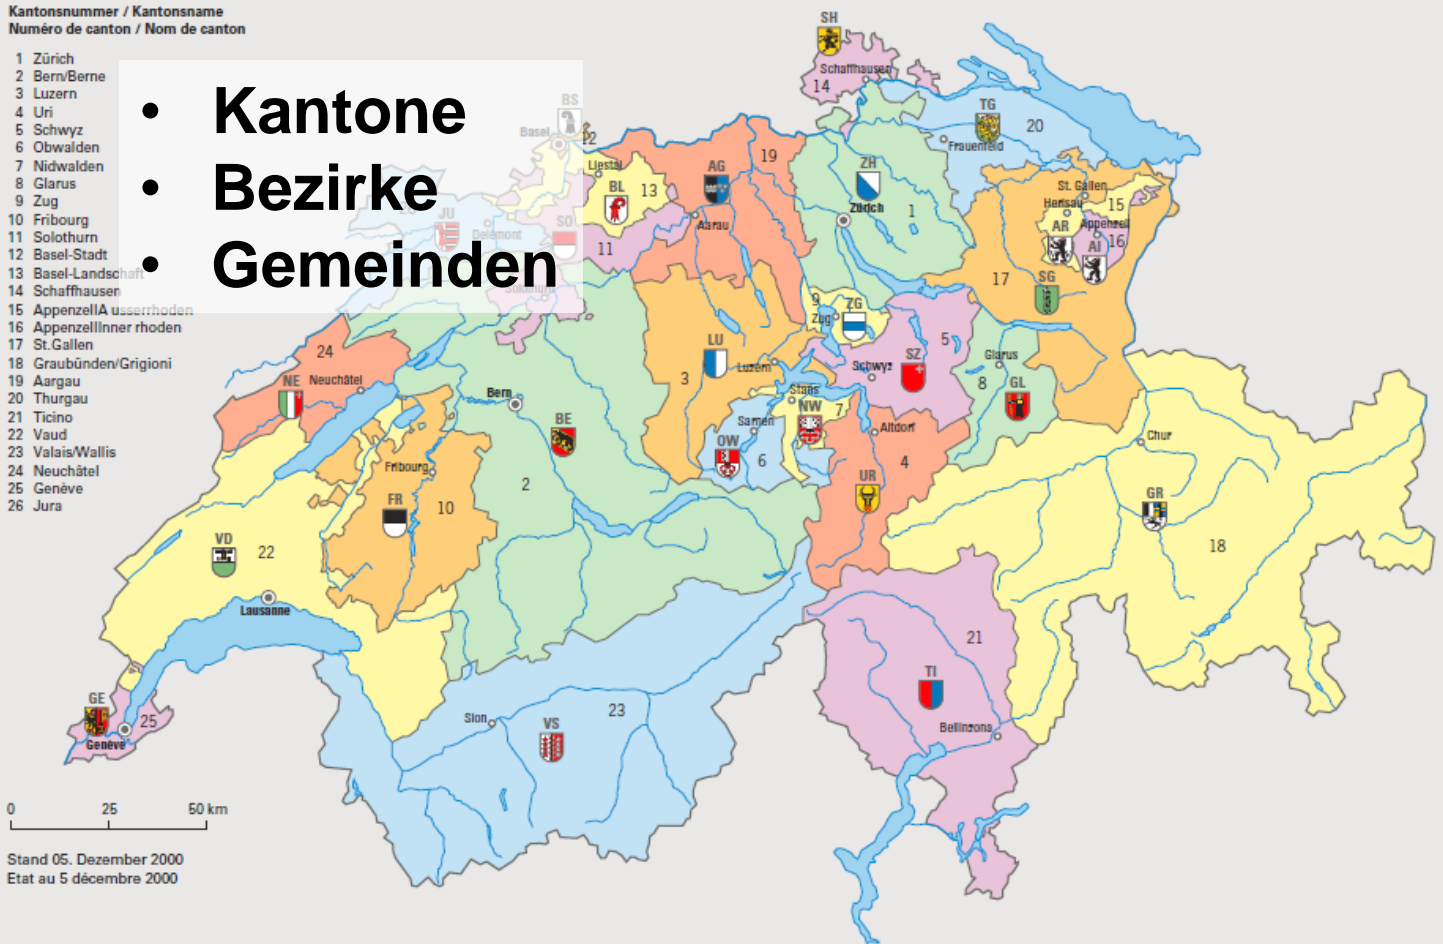 Kantonsnummer / Kantonsname
Numéro de canton / Nom de canton
1 Zürich
2 Bern/Berne
3 Luzern
4 Uri
5 Schwyz
6 Obwalden
7 Nidwalden
8 Glarus
9 Zug
10 Fribourg
11 Solothurn
12 Basel-Stadt
13 Basel-Landschaft
14 Schaffhausen
15 AppenzellA usserrhoden
16 AppenzellInner rhoden
17 St.Gallen
18 Graubünden/Grigioni
19 Aargau
20 Thurgau
21 Ticino
22 Vaud
23 Valais/Wallis
24 Neuchâtel
25 Genève
26 Jura
• Kantone
• Bezirke
• Gemeinden
SH
Schaffhausen
14
BS
Basel
12
Liestal
BL
13
AG
19
Aarau
ZH
Zürich
1
TG
20
Frauenfeld
St. Gallen
Herisau
15
Appenzell
AR
AI
16
17
SG
JU
26
Delémont
SO
11
Solothurn
9
ZG
Zug
5
SZ
Schwyz
Glarus
8
GL
24
NE
Neuchâtel
LU
Luzern
3
Stans
NW
7
Sarnen
OW
6
Altdorf
4
UR
Bern
BE
2
Fribourg
FR
10
Chur
GR
18
VD
22
Lausanne
GE
25
Genève
Sion
VS
23
21
TI
Bellinzona
0 25 50 km
Stand 05. Dezember 2000
Etat au 5 décembre 2000